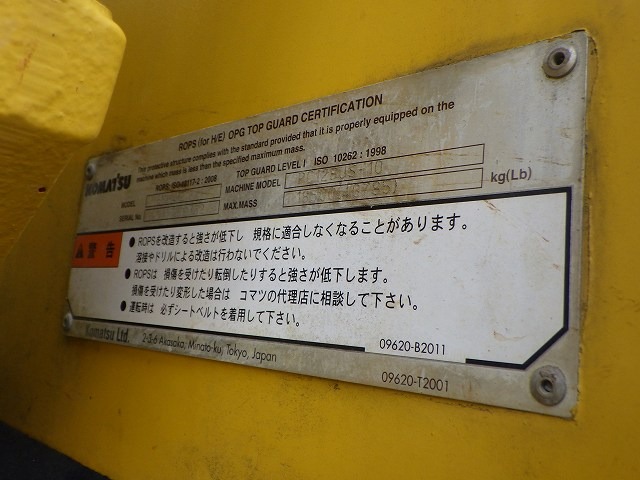 ROPS (for H/E) OPG TOP GUARD CERTIFICATION
This protective structure complies with the standard provided that it is properly equipped on the
machine which mass is less than the specified maximum mass.
KOMATSU
ROPS ISO 12117-2 : 2008
TOP GUARD LEVEL I ISO 10262 : 1998
MODEL
MACHINE MODEL
SERIAL No
MAX.MASS
kg(Lb)
警告
● ROPSを改造すると強さが低下し 規格に適合しなくなることがあります。
溶接やドリルによる改造は行わないでください。
● ROPSは 損傷を受けたり転倒したりすると強さが低下します。
損傷を受けたり変形した場合は コマツの代理店に相談して下さい。
● 運転時は 必ずシートベルトを着用して下さい。
09620-B2011
Komatsu Ltd. 2-3-6 Akasaka, Minato-ku, Tokyo, Japan
09620-T2001